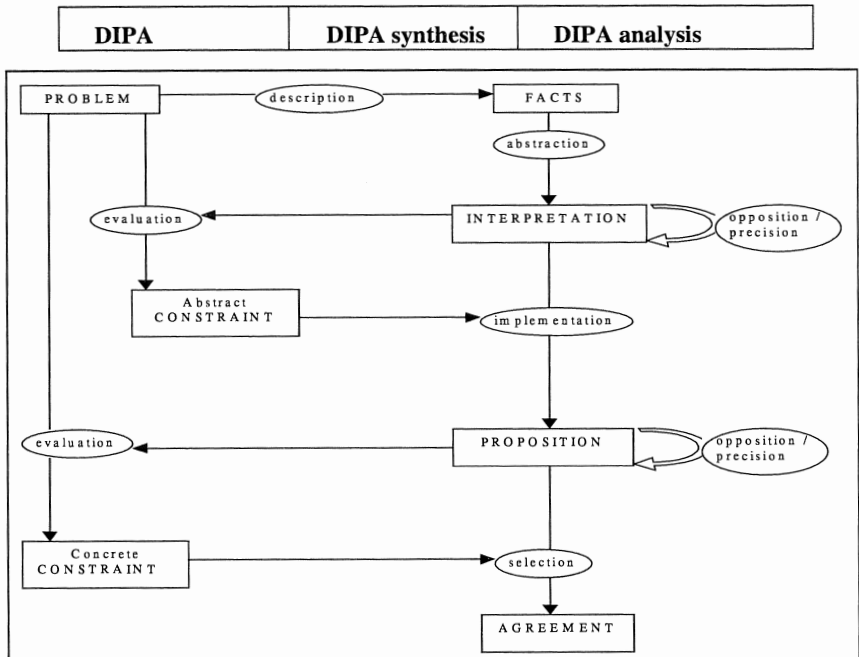 DIPA DIPA synthesis DIPA analysis
PROBLEM description FACTS
abstraction
evaluation INTERPRETATION opposition /
precision
Abstract
CONSTRAINT implementation
evaluation PROPOSITION opposition /
precision
Concrete
CONSTRAINT selection
AGREEMENT